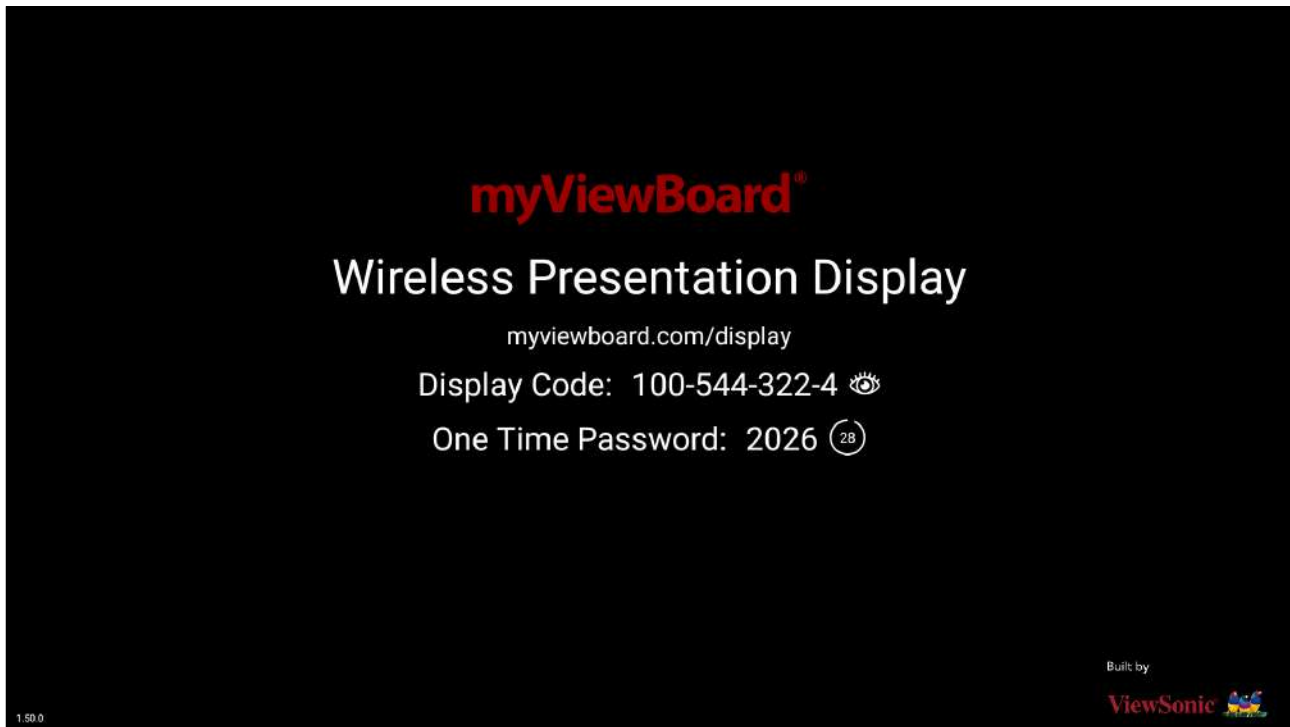 myViewBoard®
Wireless Presentation Display
myviewboard.com/display
Display Code: 100-544-322-4
One Time Password: 2026 28
Built by
ViewSonic
1.50.0